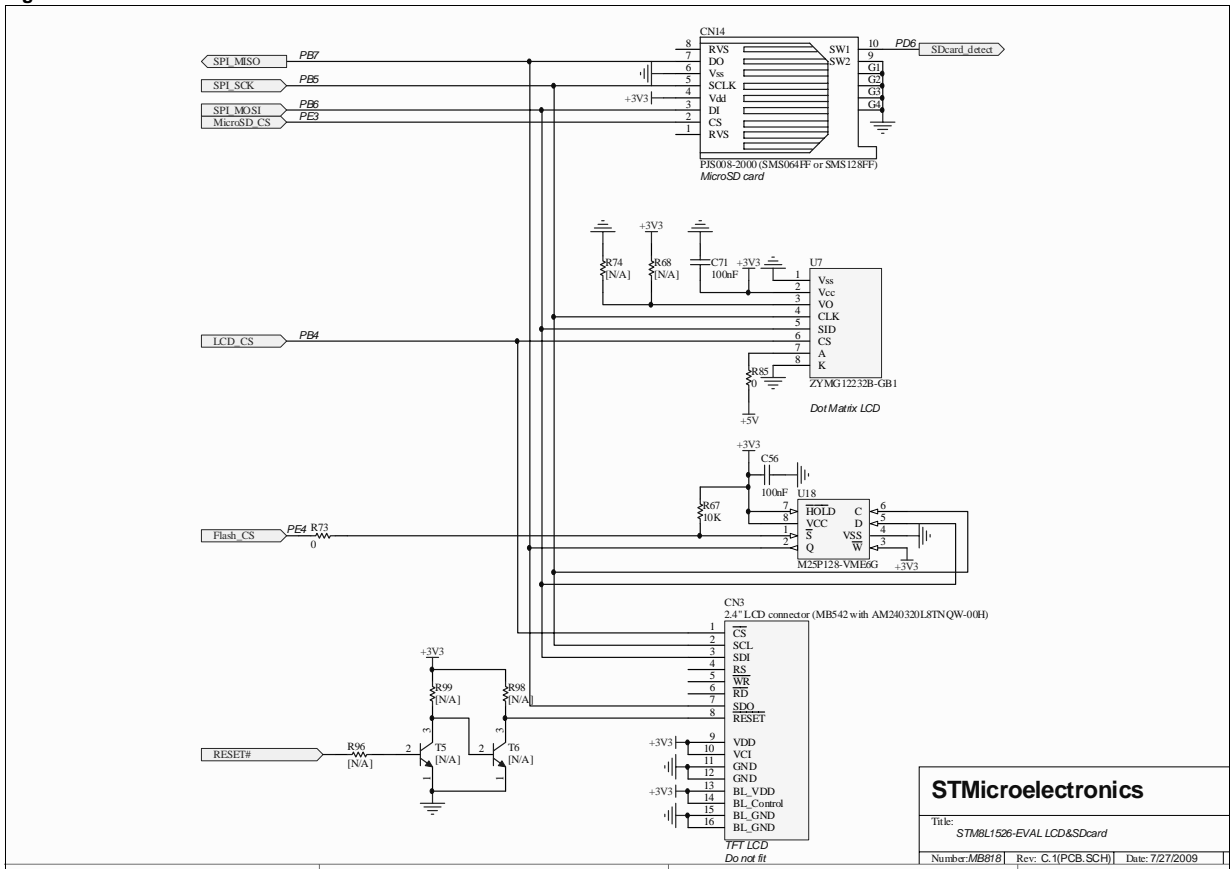 CN14
SPI_MISO PB7
SPI_SCK PB5
SPI_MOSI PB6
MicroSD_CS PE3
8 RVS
7 DO
6 Vss
5 SCLK
+3V3 4 Vdd
3 DI
2 CS
1 RVS
SW1 10 PD6 SDcard_detect
SW2 9
G1
G2
G3
G4
PJS008-2000 (SMS064FF or SMS128FF)
MicroSD card
R74
[N/A]
+3V3
R68
[N/A]
C71
100nF
+3V3
U7
1 Vss
2 Vcc
3 VO
4 CLK
5 SID
6 CS
7 A
8 K
LCD_CS PB4
R85
0
+5V
ZYMG12232B-GB1
Dot Matrix LCD
+3V3
C56
100nF
U18
R67
10K
7 HOLD C 6
8 VCC D 5
1 S VSS 4
2 Q W 3
+3V3
M25P128-VME6G
Flash_CS PE4 R73
0
CN3
2.4" LCD connector (MB542 with AM240320L8TNQW-00H)
1 CS
2 SCL
3 SDI
4 RS
5 WR
6 RD
7 SDO
8 RESET
+3V3 9 VDD
10 VCI
11 GND
12 GND
+3V3 13 BL_VDD
14 BL_Control
15 BL_GND
16 BL_GND
TFT LCD
Do not fit
+3V3
R99
[N/A]
R98
[N/A]
RESET# R96
[N/A]
2 3 1 T5
[N/A]
2 3 1 T6
[N/A]
STMicroelectronics
Title:
STM8L1526-EVAL LCD&SDcard
Number:MB818 Rev: C.1(PCB.SCH) Date: 7/27/2009